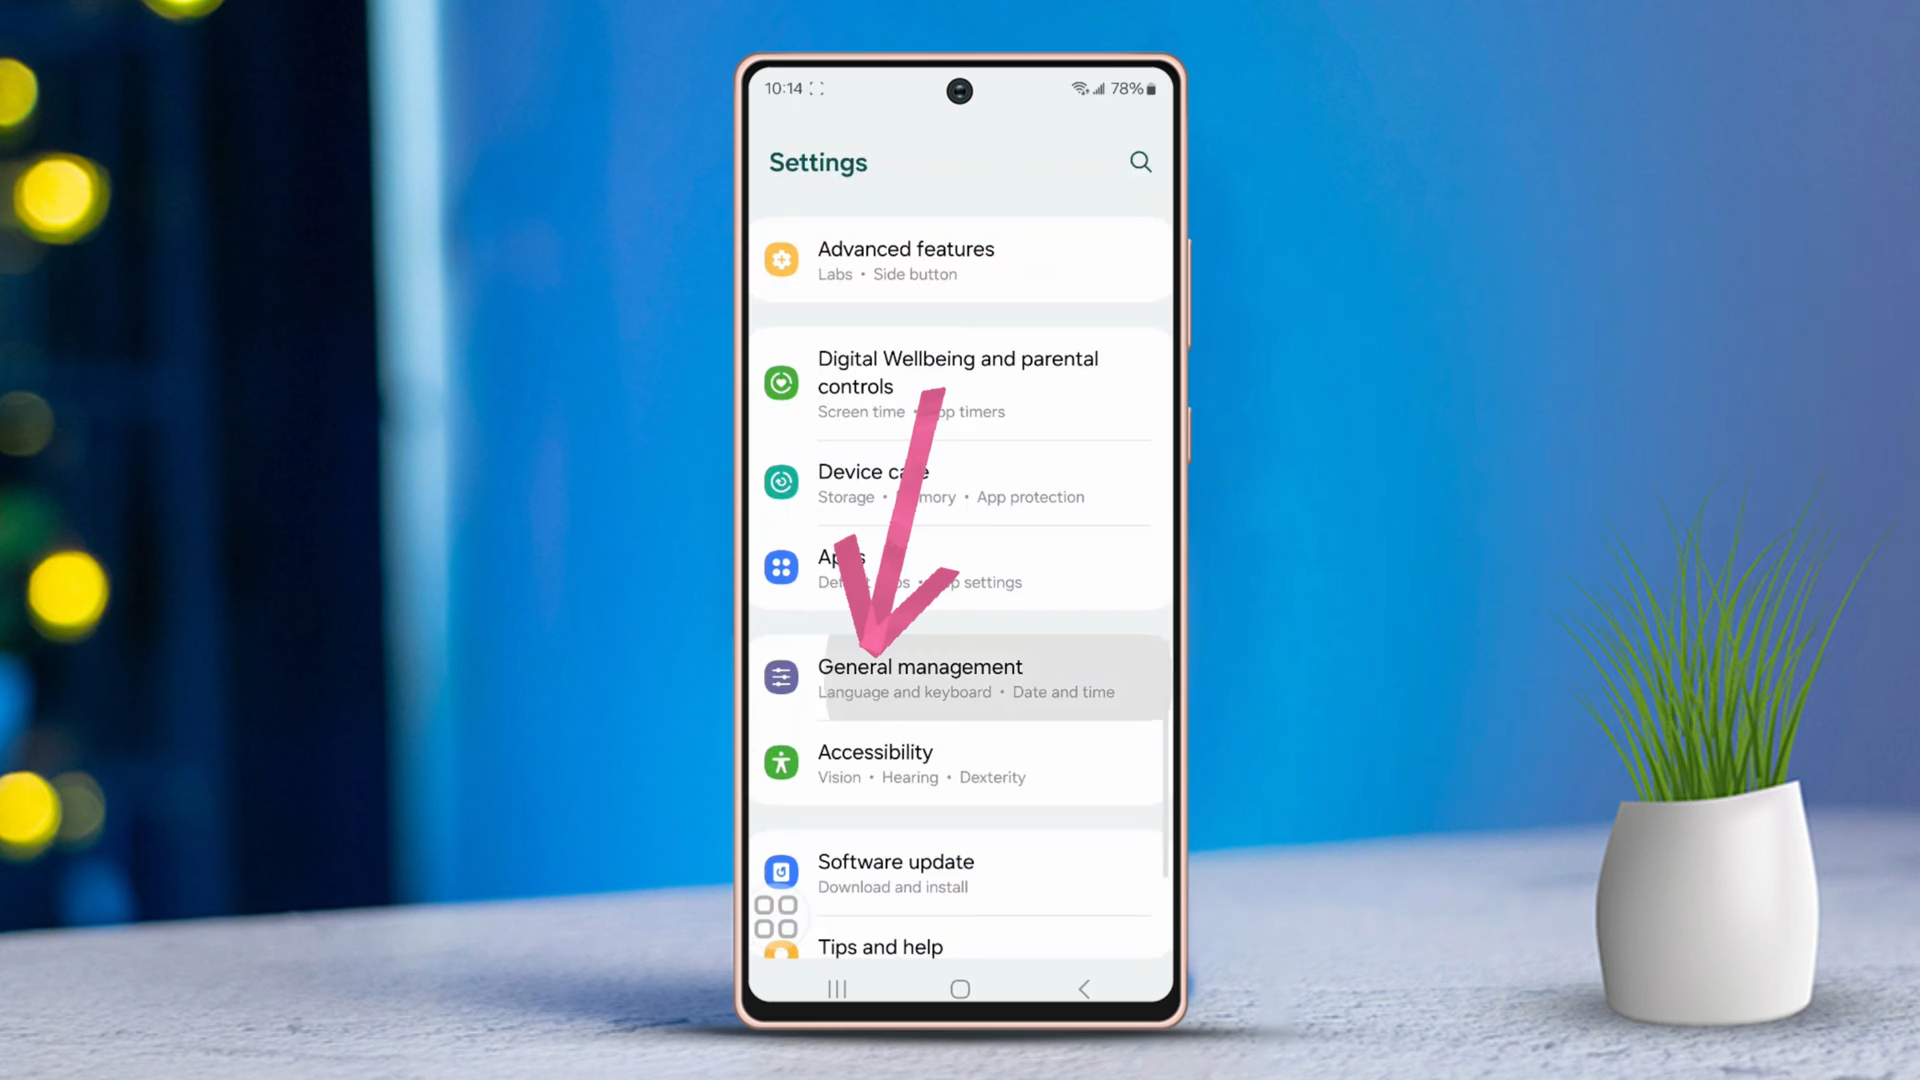 10:14 78%
Settings
Advanced features
Labs • Side button
Digital Wellbeing and parental
controls
Screen time • timers
Device
Storage • • App protection
Apps
• settings
General management
Language and keyboard • Date and time
Accessibility
Vision • Hearing • Dexterity
Software update
Download and install
Tips and help